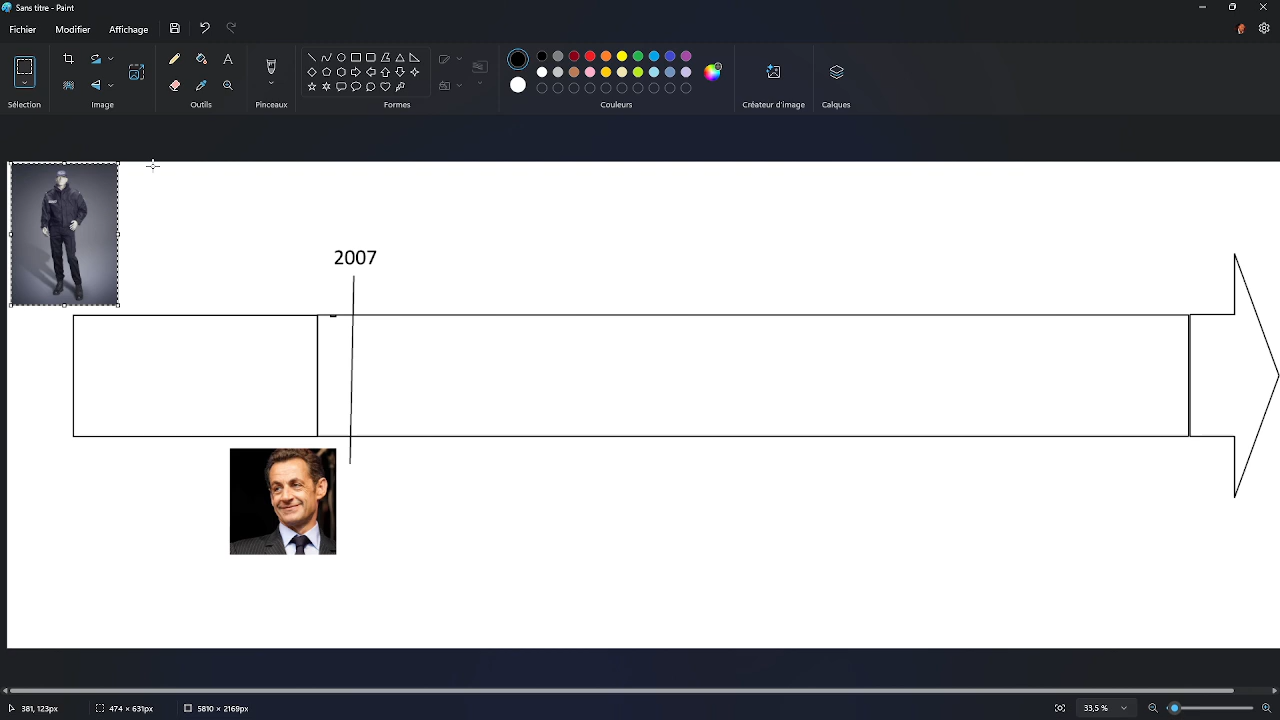 Sans titre - Paint
Fichier Modifier Affichage
Sélection Image Outils Pinceaux Formes Couleurs Créateur d'image Calques
2007
381, 123px 474 × 631px 5810 × 2169px 33,5 %